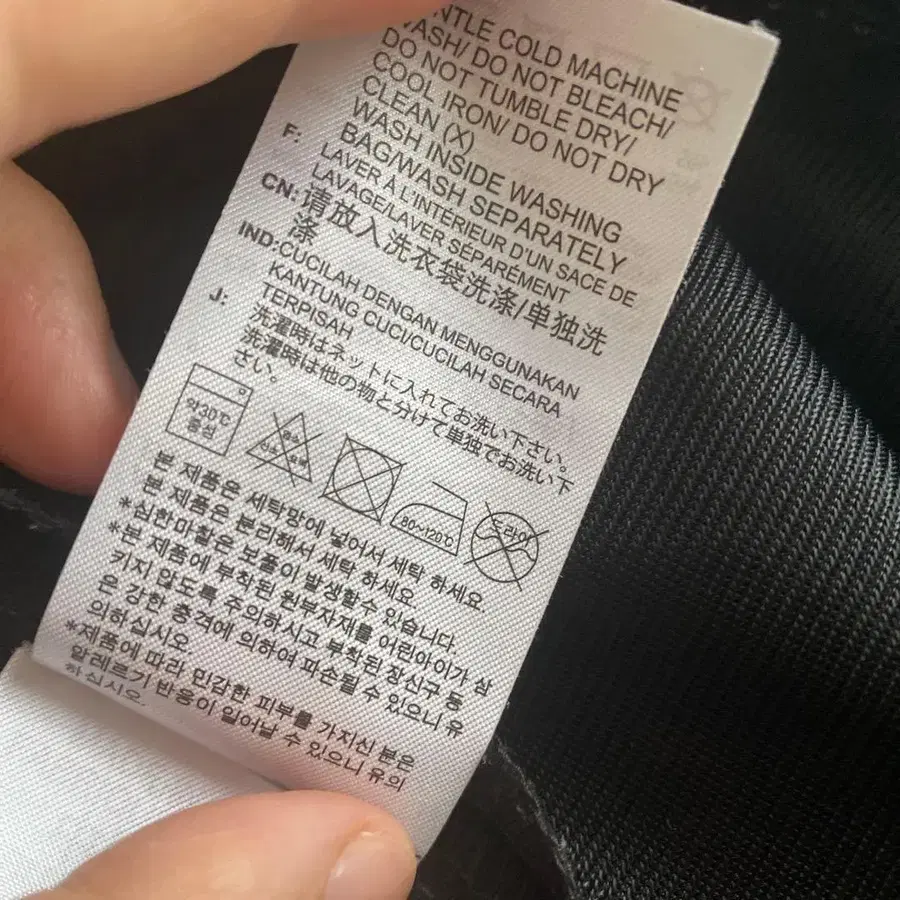 NTLE COLD MACHINE
WASH/ DO NOT BLEACH/
DO NOT TUMBLE DRY/
COOL IRON/ DO NOT DRY
CLEAN (X)
WASH INSIDE WASHING
BAG/WASH SEPARATELY
F: LAVER À L'INTERIEUR D'UN SACE DE
LAVAGE/LAVER SÉPARÉMENT
CN: 请放入洗衣袋洗涤/单独洗
涤
IND: CUCILAH DENGAN MENGGUNAKAN
KANTUNG CUCI/CUCILAH SECARA
TERPISAH
J: 洗濯時はネットに入れてお洗い下さい。
洗濯時は他の物と分けて単独でお洗い下
さい。
약30℃
중성
80~120℃
드라이
본 제품은 세탁망에 넣어서 세탁 하세요
본 제품은 분리해서 세탁 하세요.
*심한마찰은 보풀이 발생할수 있습니다.
*본 제품에 부착된 원부자재를 어린아이가 삼
키지 않도록 주의하시고 부착된 장신구 등
은 강한 충격에 의하여 파손될 수 있으니 유
의하십시오.
*제품에 따라 민감한 피부를 가지신 분은
알레르기 반응이 일어날 수 있으니 유의
하십시오.